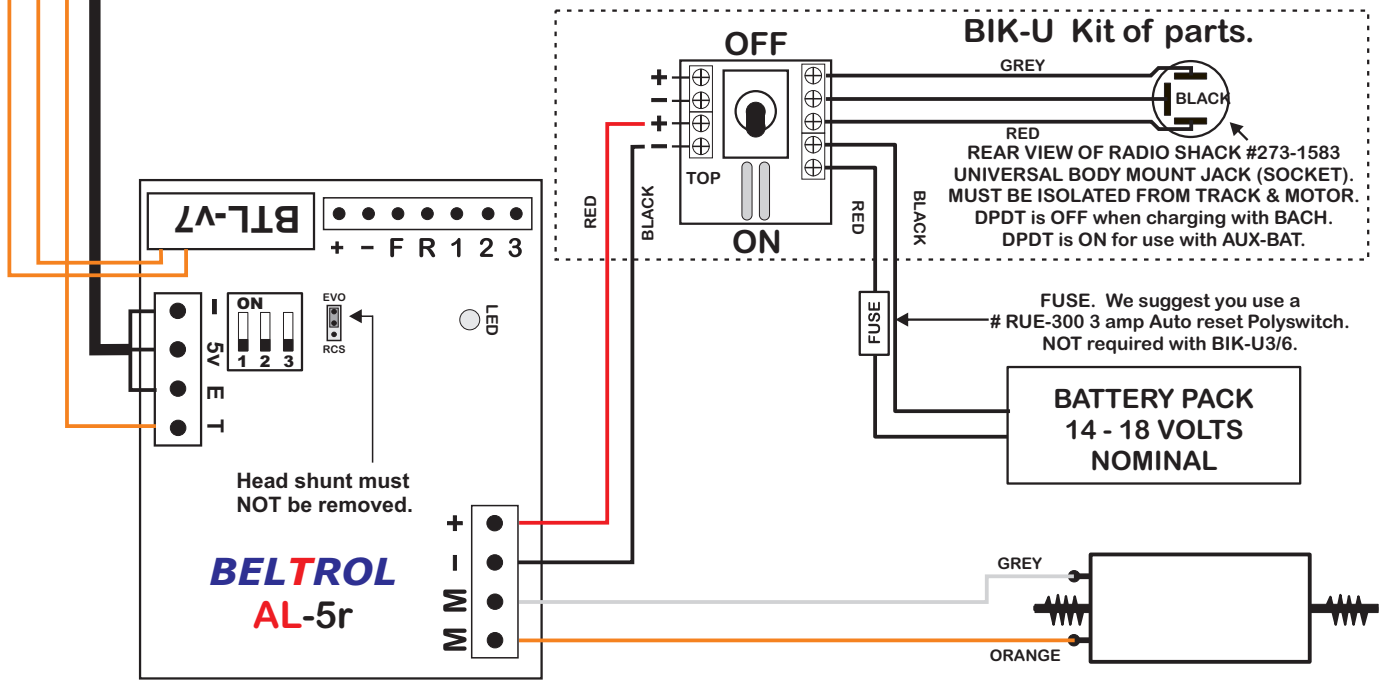 BIK-U Kit of parts.
OFF
GREY
+
−
+
−
BLACK
RED
TOP
ON
REAR VIEW OF RADIO SHACK #273-1583
UNIVERSAL BODY MOUNT JACK (SOCKET).
MUST BE ISOLATED FROM TRACK & MOTOR.
DPDT is OFF when charging with BACH.
DPDT is ON for use with AUX-BAT.
RED
BLACK
RED
BLACK
BTL-v7
+ − F R 1 2 3
−
5v
E
T
ON
1 2 3
EVO
RCS
LED
FUSE
FUSE. We suggest you use a
# RUE-300 3 amp Auto reset Polyswitch.
NOT required with BIK-U3/6.
BATTERY PACK
14 - 18 VOLTS
NOMINAL
Head shunt must
NOT be removed.
+
−
M
M
BELTROL
AL-5r
GREY
ORANGE